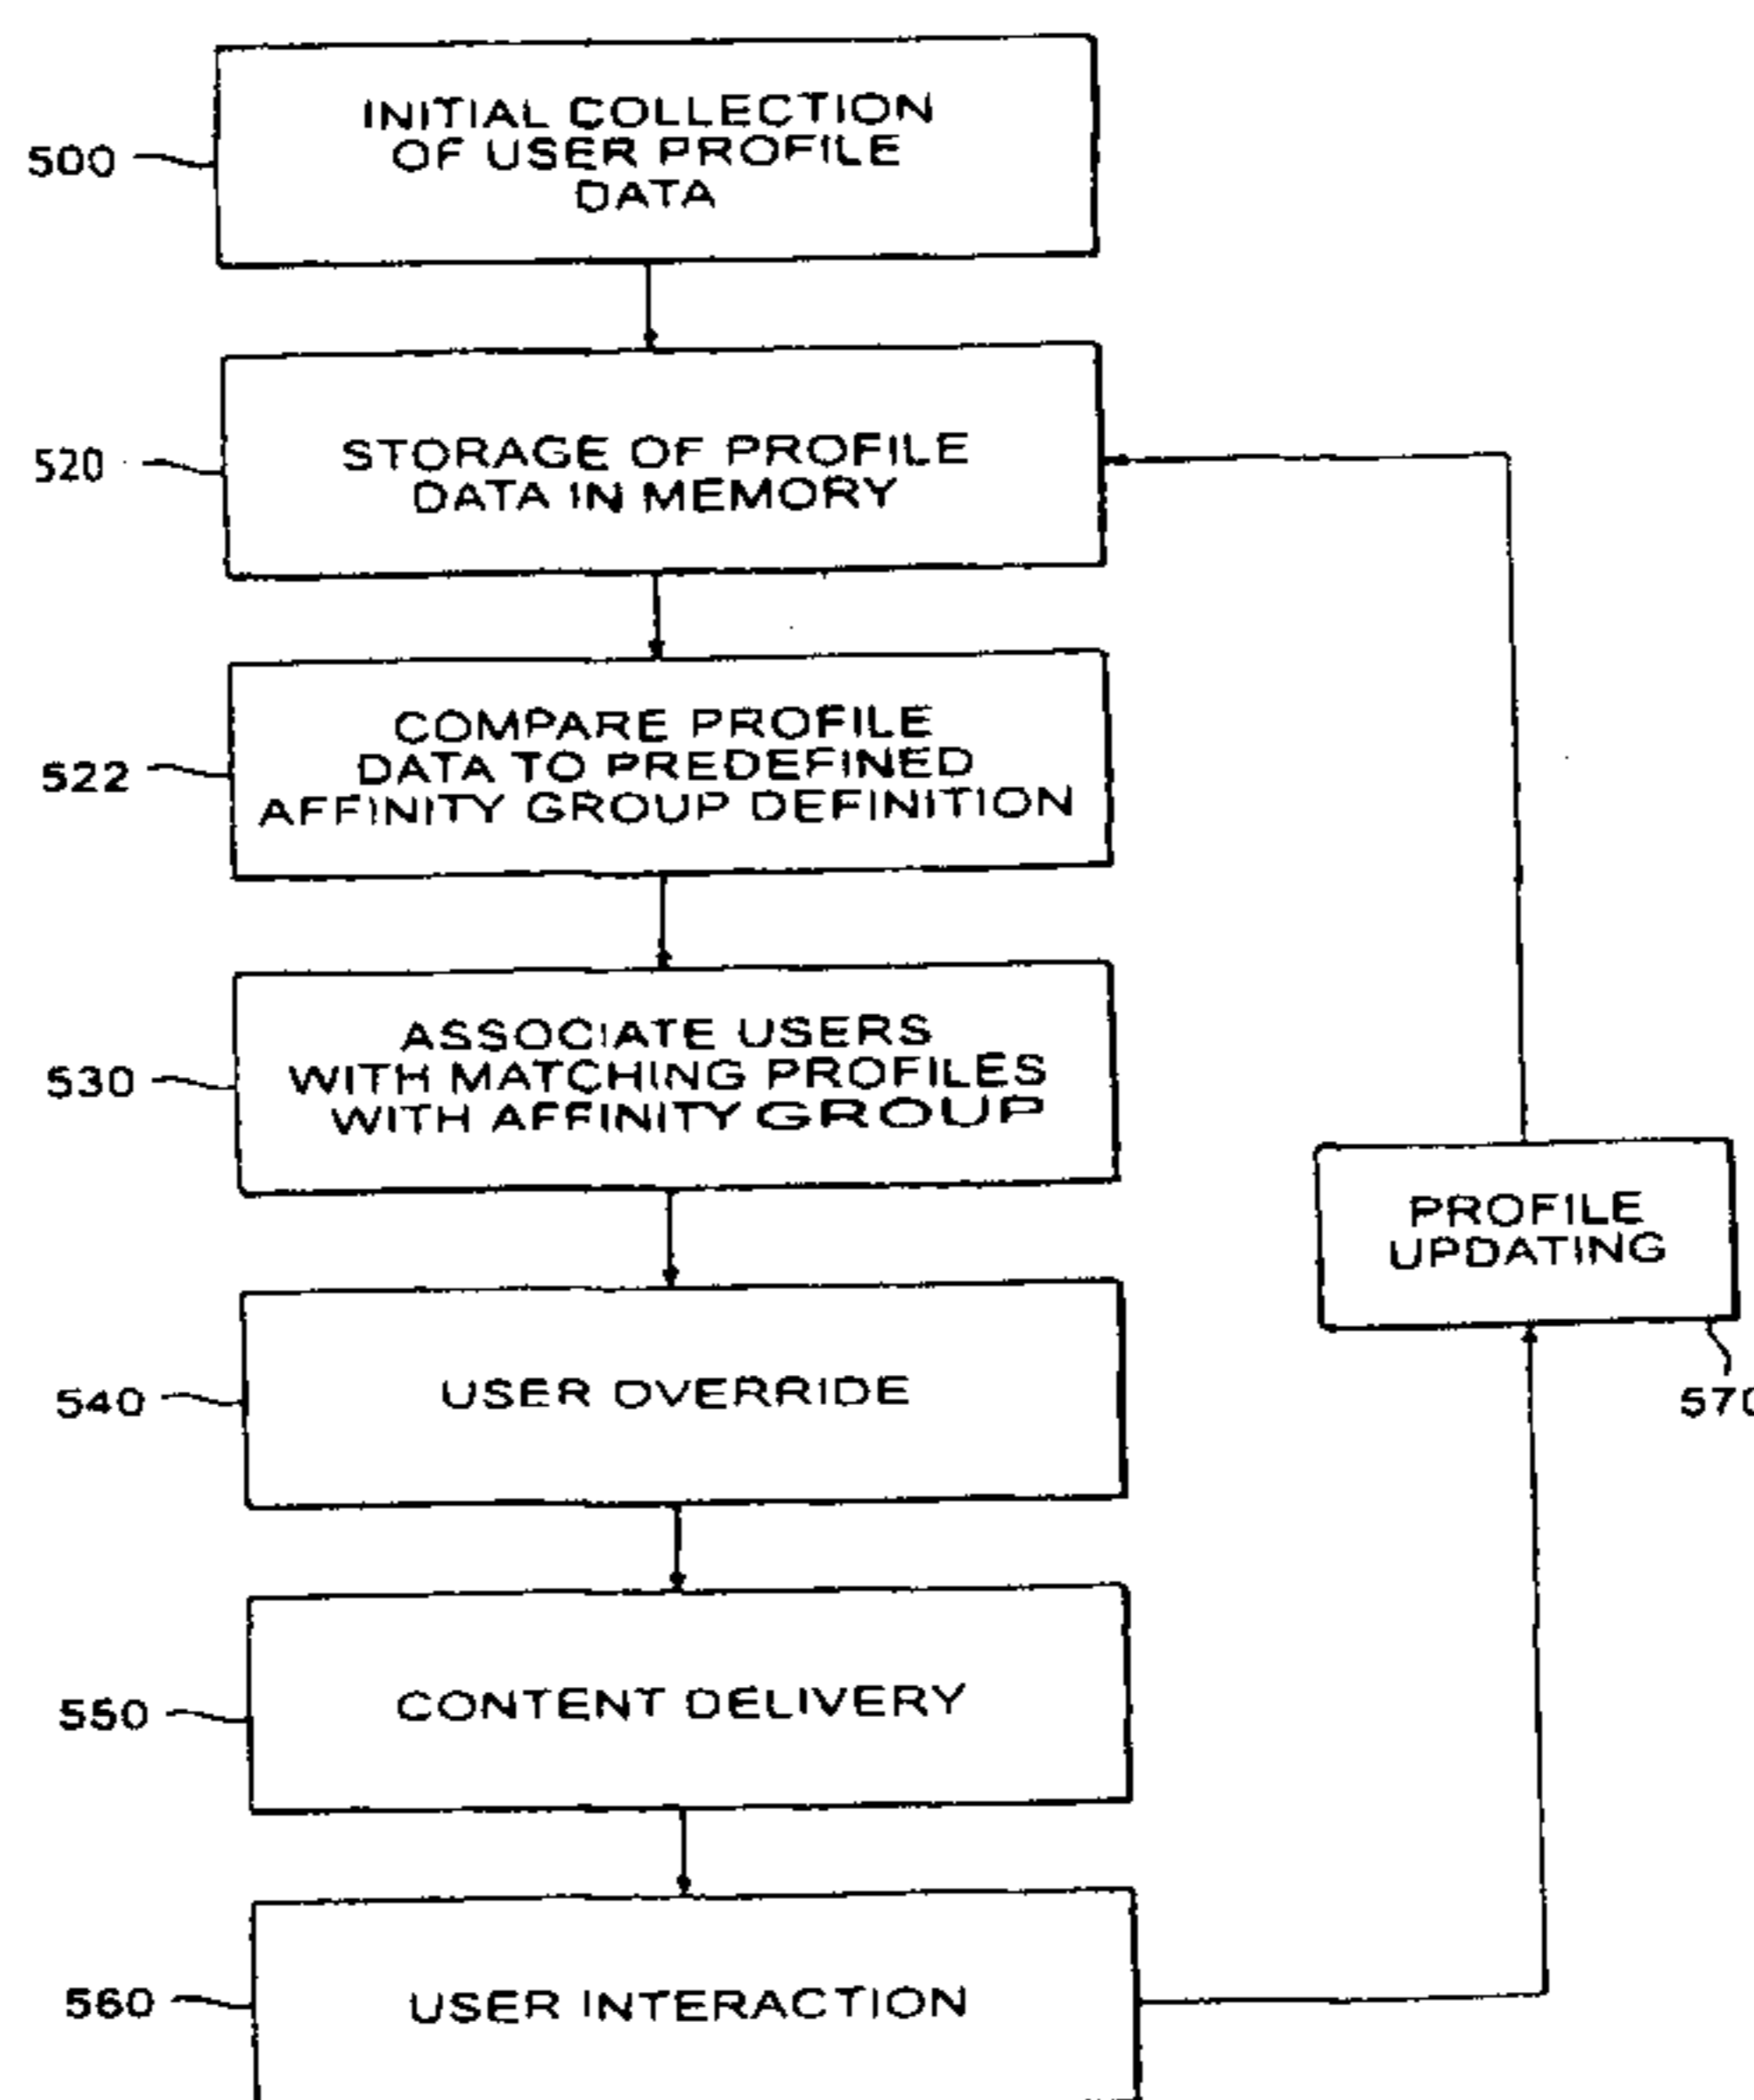 INITIAL COLLECTION
OF USER PROFILE
DATA
500
STORAGE OF PROFILE
DATA IN MEMORY
520
COMPARE PROFILE
DATA TO PREDEFINED
AFFINITY GROUP DEFINITION
522
ASSOCIATE USERS
WITH MATCHING PROFILES
WITH AFFINITY GROUP
530
PROFILE
UPDATING
570
USER OVERRIDE
540
CONTENT DELIVERY
550
USER INTERACTION
560